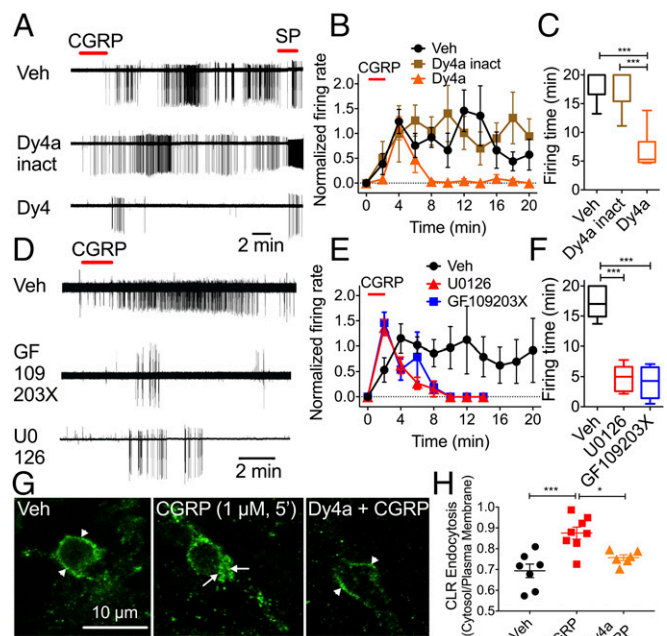 A
CGRP
SP
Veh
Dy4a
inact
Dy4
2 min
B
CGRP
Veh
Dy4a inact
Dy4a
Normalized firing rate
2.0
1.5
1.0
0.5
0.0
0 4 8 12 16 20
Time (min)
C
***
***
Firing time (min)
20
15
10
5
0
Veh
Dy4a inact
Dy4a
D
CGRP
Veh
GF
109
203X
U0
126
2 min
E
CGRP
Veh
U0126
GF109203X
Normalized firing rate
2.0
1.5
1.0
0.5
0.0
0 4 8 12 16 20
Time (min)
F
***
***
Firing time (min)
20
15
10
5
0
Veh
U0126
GF109203X
G
Veh
CGRP (1 µM, 5')
Dy4a + CGRP
10 µm
H
***
*
CLR Endocytosis
(Cytosol/Plasma Membrane)
1.0
0.9
0.8
0.7
0.6
0.5
Veh